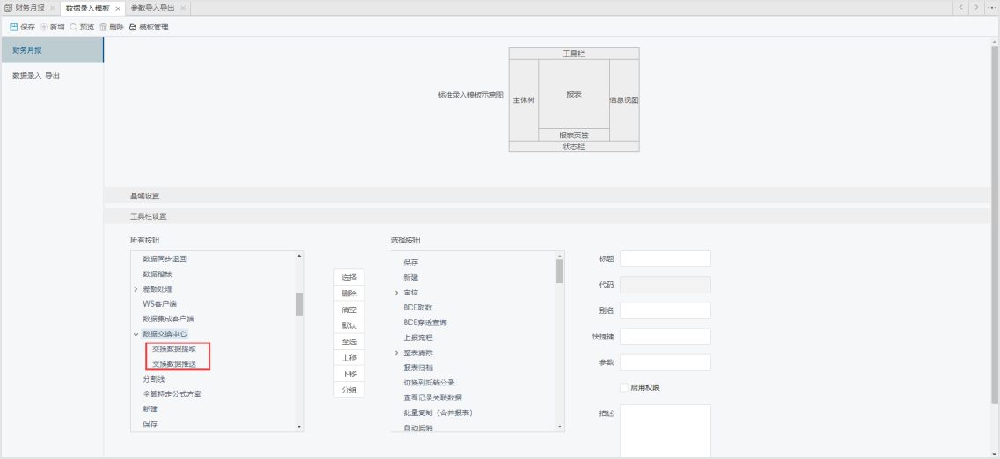 财务月报 数据录入模板 参数导入导出
保存 新增 预览 删除 模板管理
财务月报
数据录入-导出
标准录入模板示意图
工具栏
主体树
报表
信息视图
报表页签
状态栏
基础设置
工具栏设置
所有按钮
数据同步追回
数据稽核
差额处理
WS客户端
数据集成客户端
数据交换中心
交换数据提取
交换数据推送
分割线
全算特定公式方案
新建
保存
选择
删除
清空
默认
全选
上移
下移
分组
选择按钮
保存
新建
审核
BDE取数
BDE穿透查询
上报流程
整表清除
报表归档
切换到抵销分录
查看记录关联数据
批量复制（合并报表）
自动抵销
标题
代码
别名
快捷键
参数
启用权限
描述